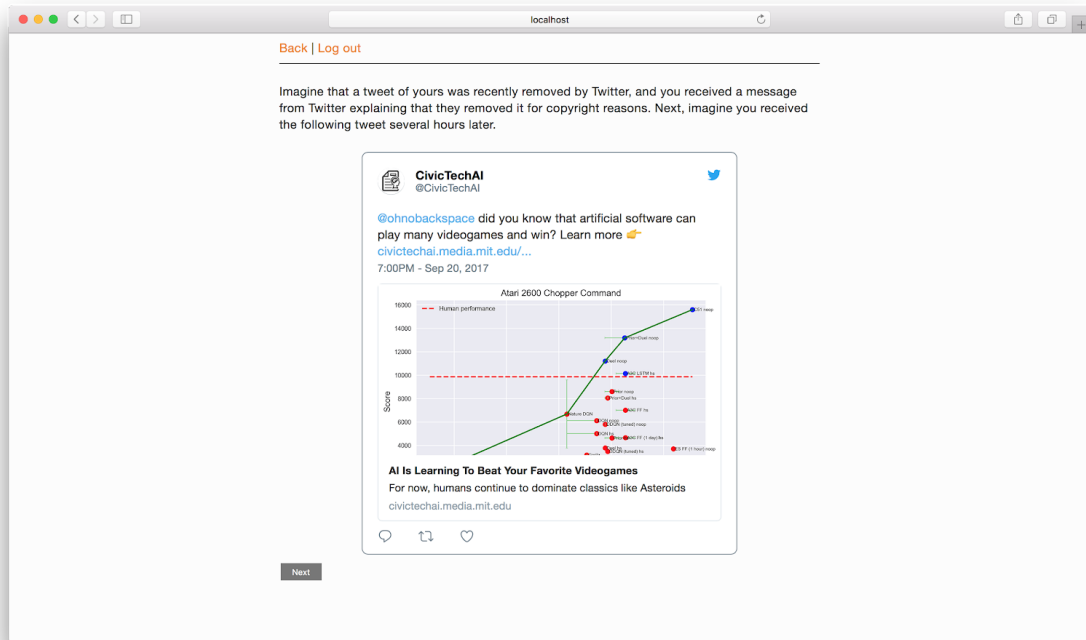 localhost
Back | Log out
Imagine that a tweet of yours was recently removed by Twitter, and you received a message
from Twitter explaining that they removed it for copyright reasons. Next, imagine you received
the following tweet several hours later.
CivicTechAI
@CivicTechAI
@ohnobackspace did you know that artificial software can
play many videogames and win? Learn more 👉
civictechai.media.mit.edu/...
7:00PM - Sep 20, 2017
Atari 2600 Chopper Command
16000
Human performance
14000
12000
10000
8000
6000
4000
Score
AI Is Learning To Beat Your Favorite Videogames
For now, humans continue to dominate classics like Asteroids
civictechai.media.mit.edu
Next